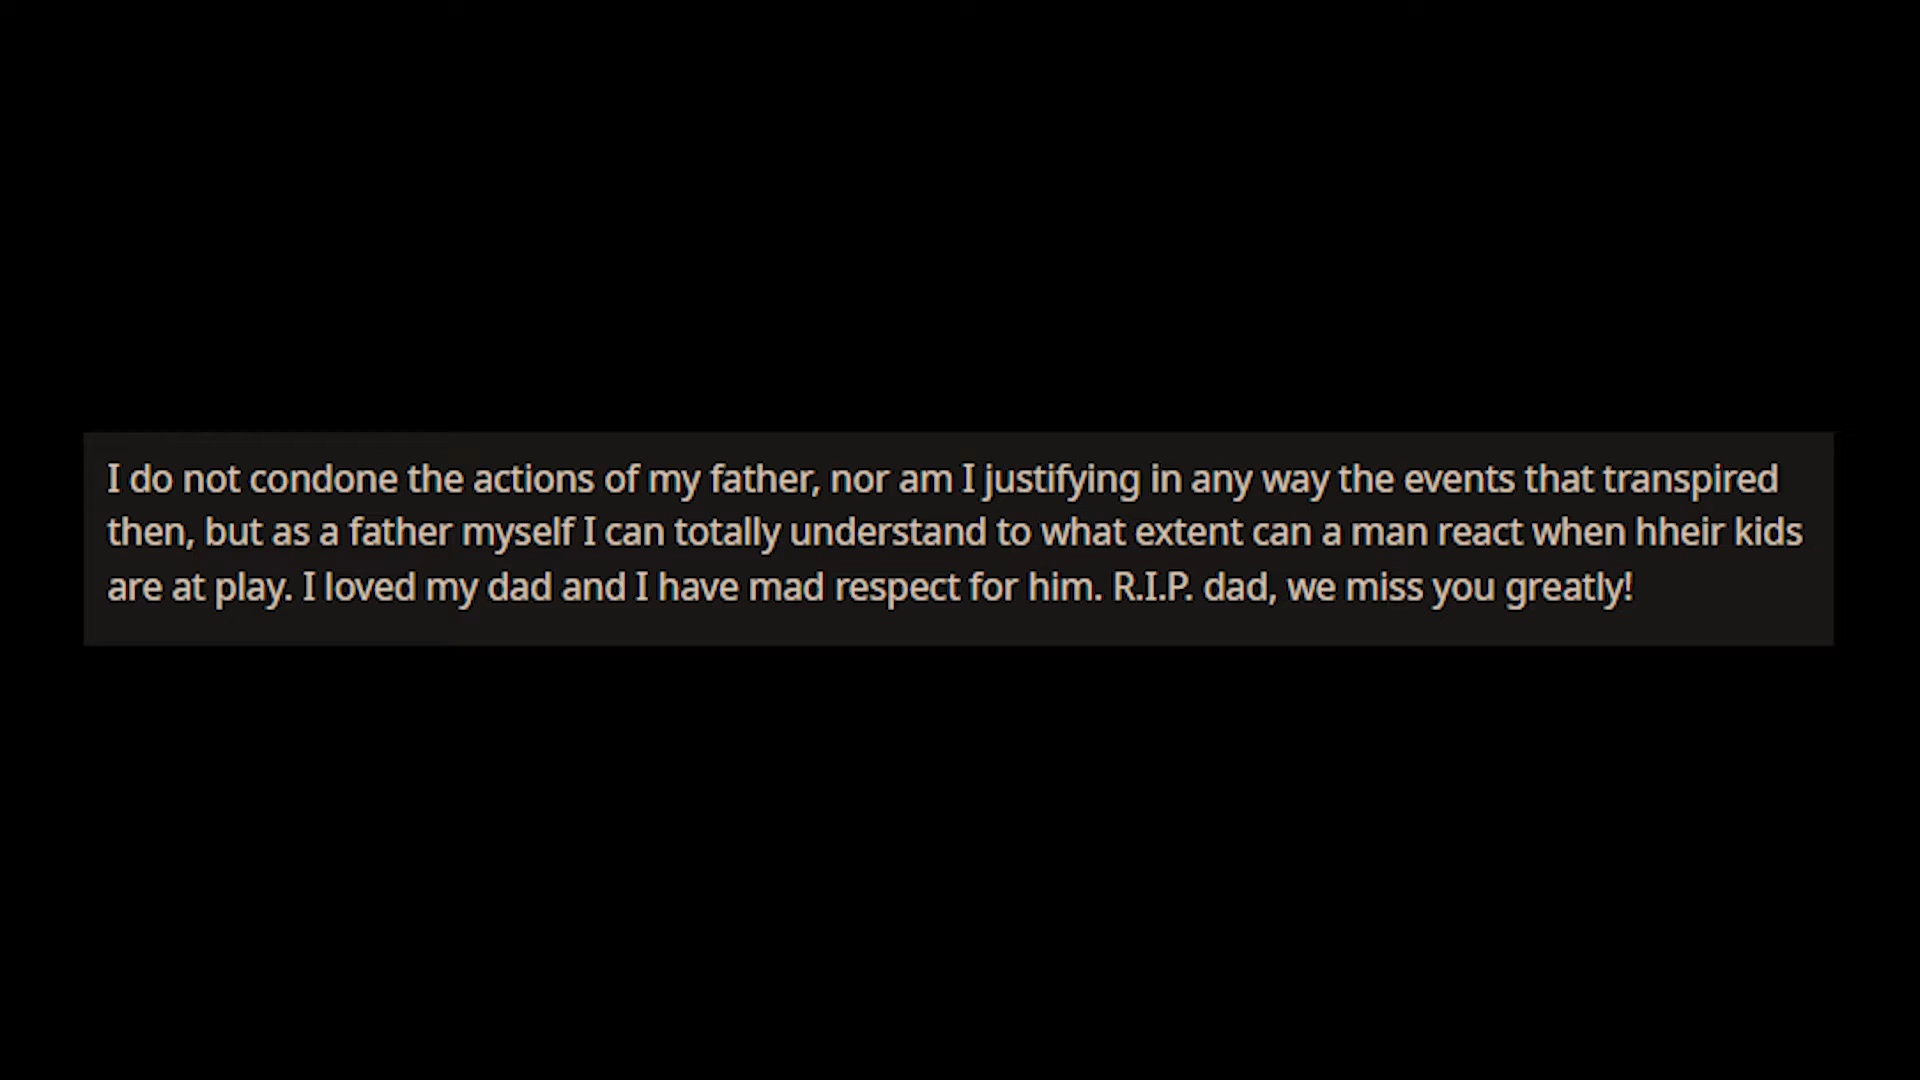 I do not condone the actions of my father, nor am I justifying in any way the events that transpired
then, but as a father myself I can totally understand to what extent can a man react when hheir kids
are at play. I loved my dad and I have mad respect for him. R.I.P. dad, we miss you greatly!